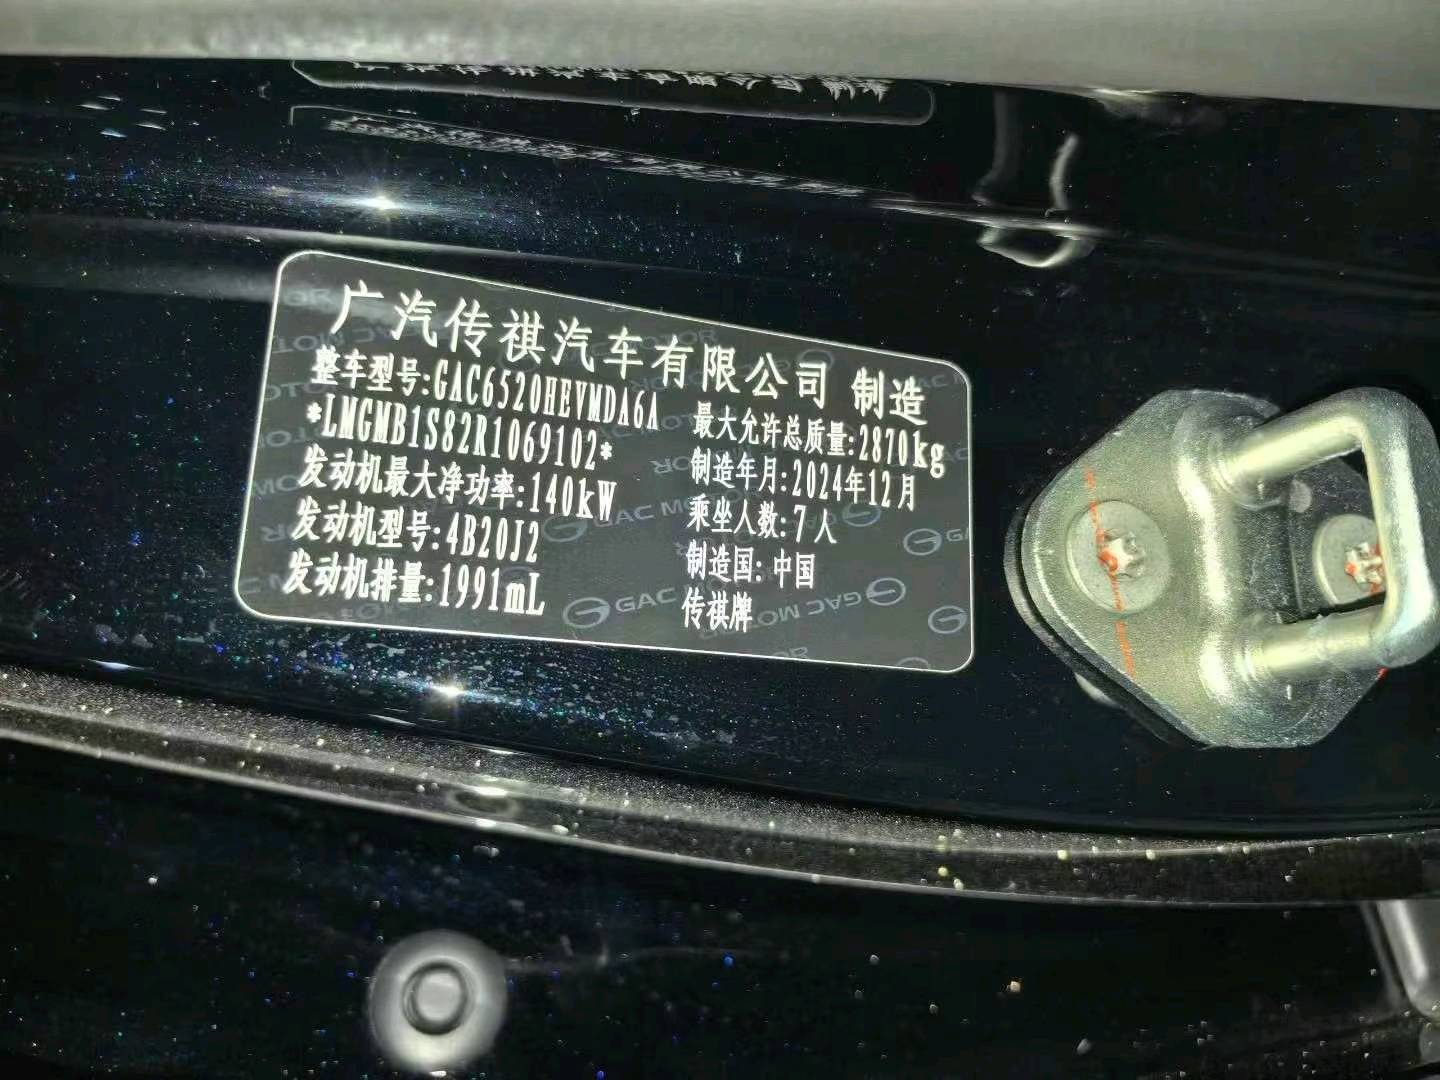 广汽传祺汽车有限公司 制造
整车型号:GAC6520HEVMDA6A
*LMGMB1S82R1069102*
发动机最大净功率:140kW
发动机型号:4B20J2
发动机排量:1991mL
最大允许总质量:2870kg
制造年月:2024年12月
乘坐人数:7人
制造国:中国
传祺牌
GAC MOTOR